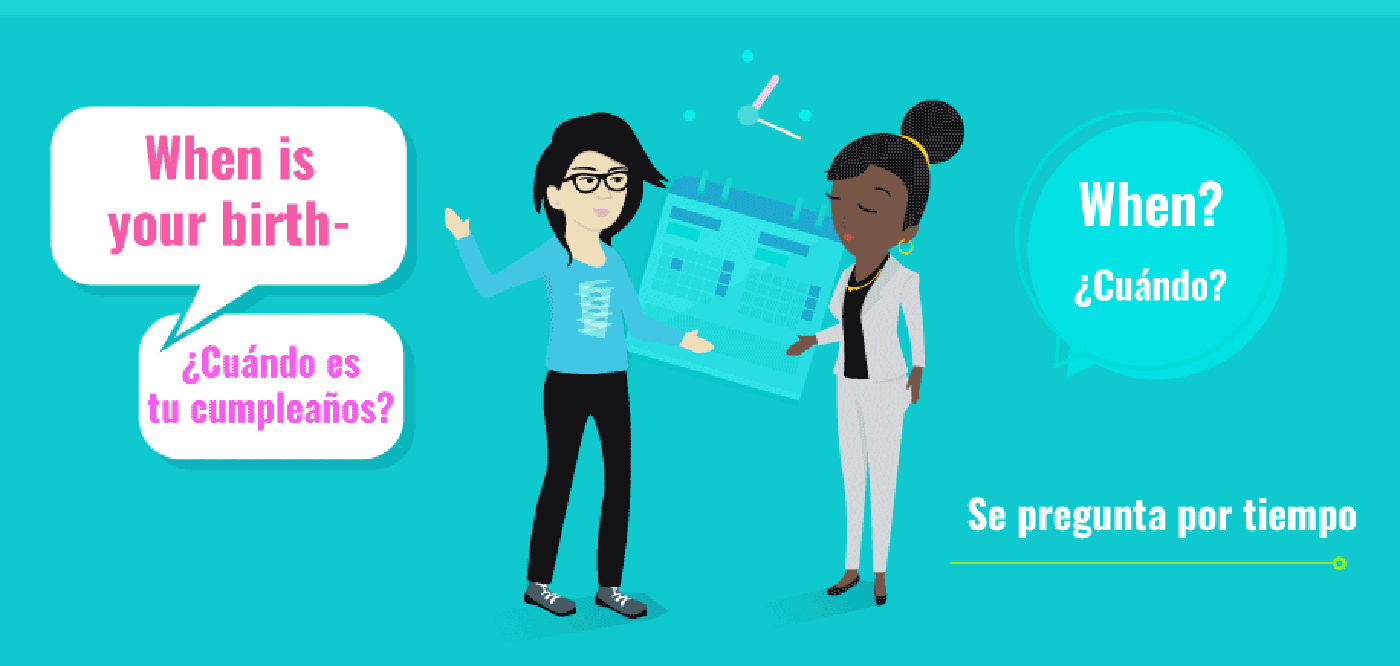 When is
your birth-
¿Cuándo es
tu cumpleaños?
When?
¿Cuándo?
Se pregunta por tiempo